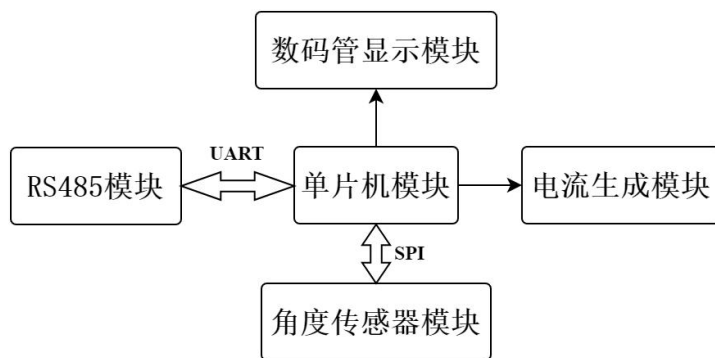 数码管显示模块
UART
RS485模块
单片机模块
电流生成模块
SPI
角度传感器模块